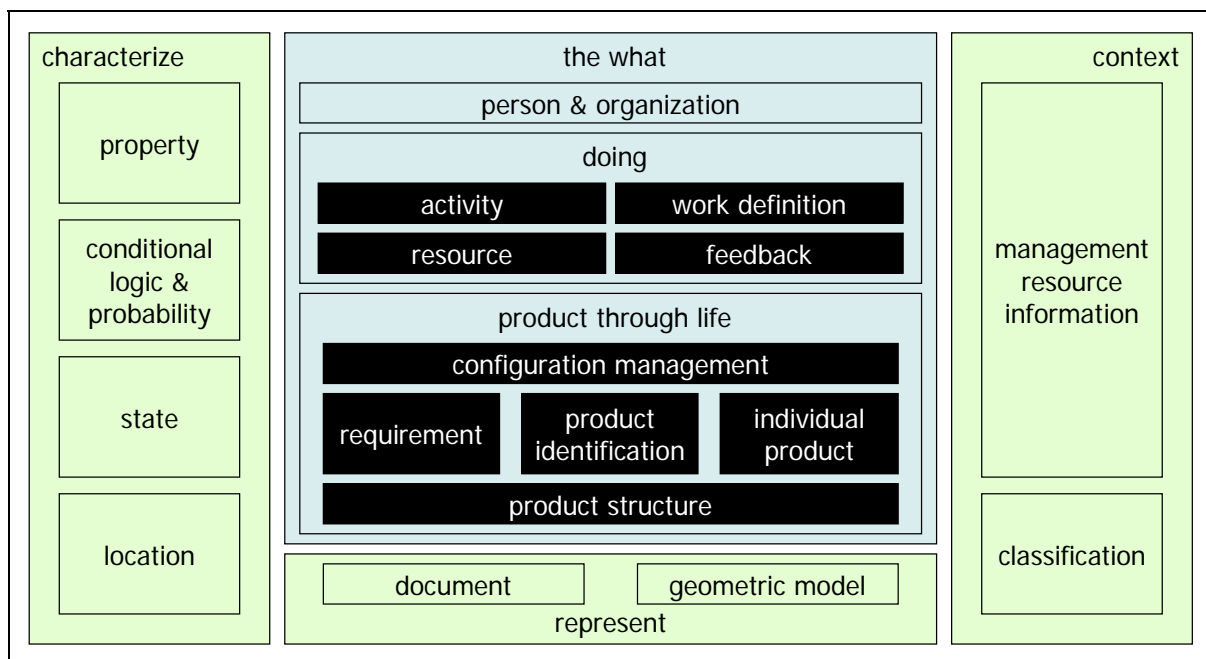 characterize
property
conditional
logic &
probability
state
location
the what
person & organization
doing
activity
work definition
resource
feedback
product through life
configuration management
requirement
product
identification
individual
product
product structure
document
geometric model
represent
context
management
resource
information
classification